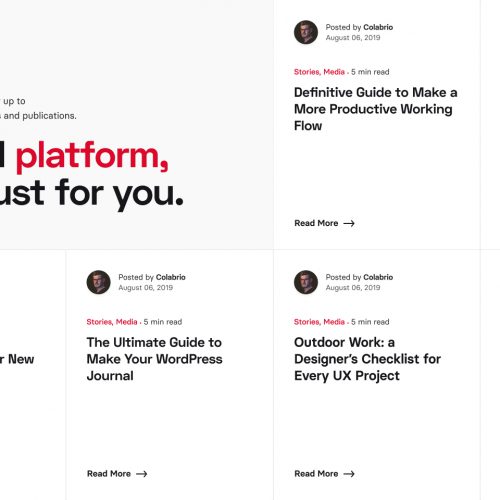 up to
and publications.
platform,
ust for you.
Posted by Colabrio
August 06, 2019
Stories, Media • 5 min read
Definitive Guide to Make a
More Productive Working
Flow
Read More →
r New
Posted by Colabrio
August 06, 2019
Stories, Media • 5 min read
The Ultimate Guide to
Make Your WordPress
Journal
Read More →
Posted by Colabrio
August 06, 2019
Stories, Media • 5 min read
Outdoor Work: a
Designer’s Checklist for
Every UX Project
Read More →